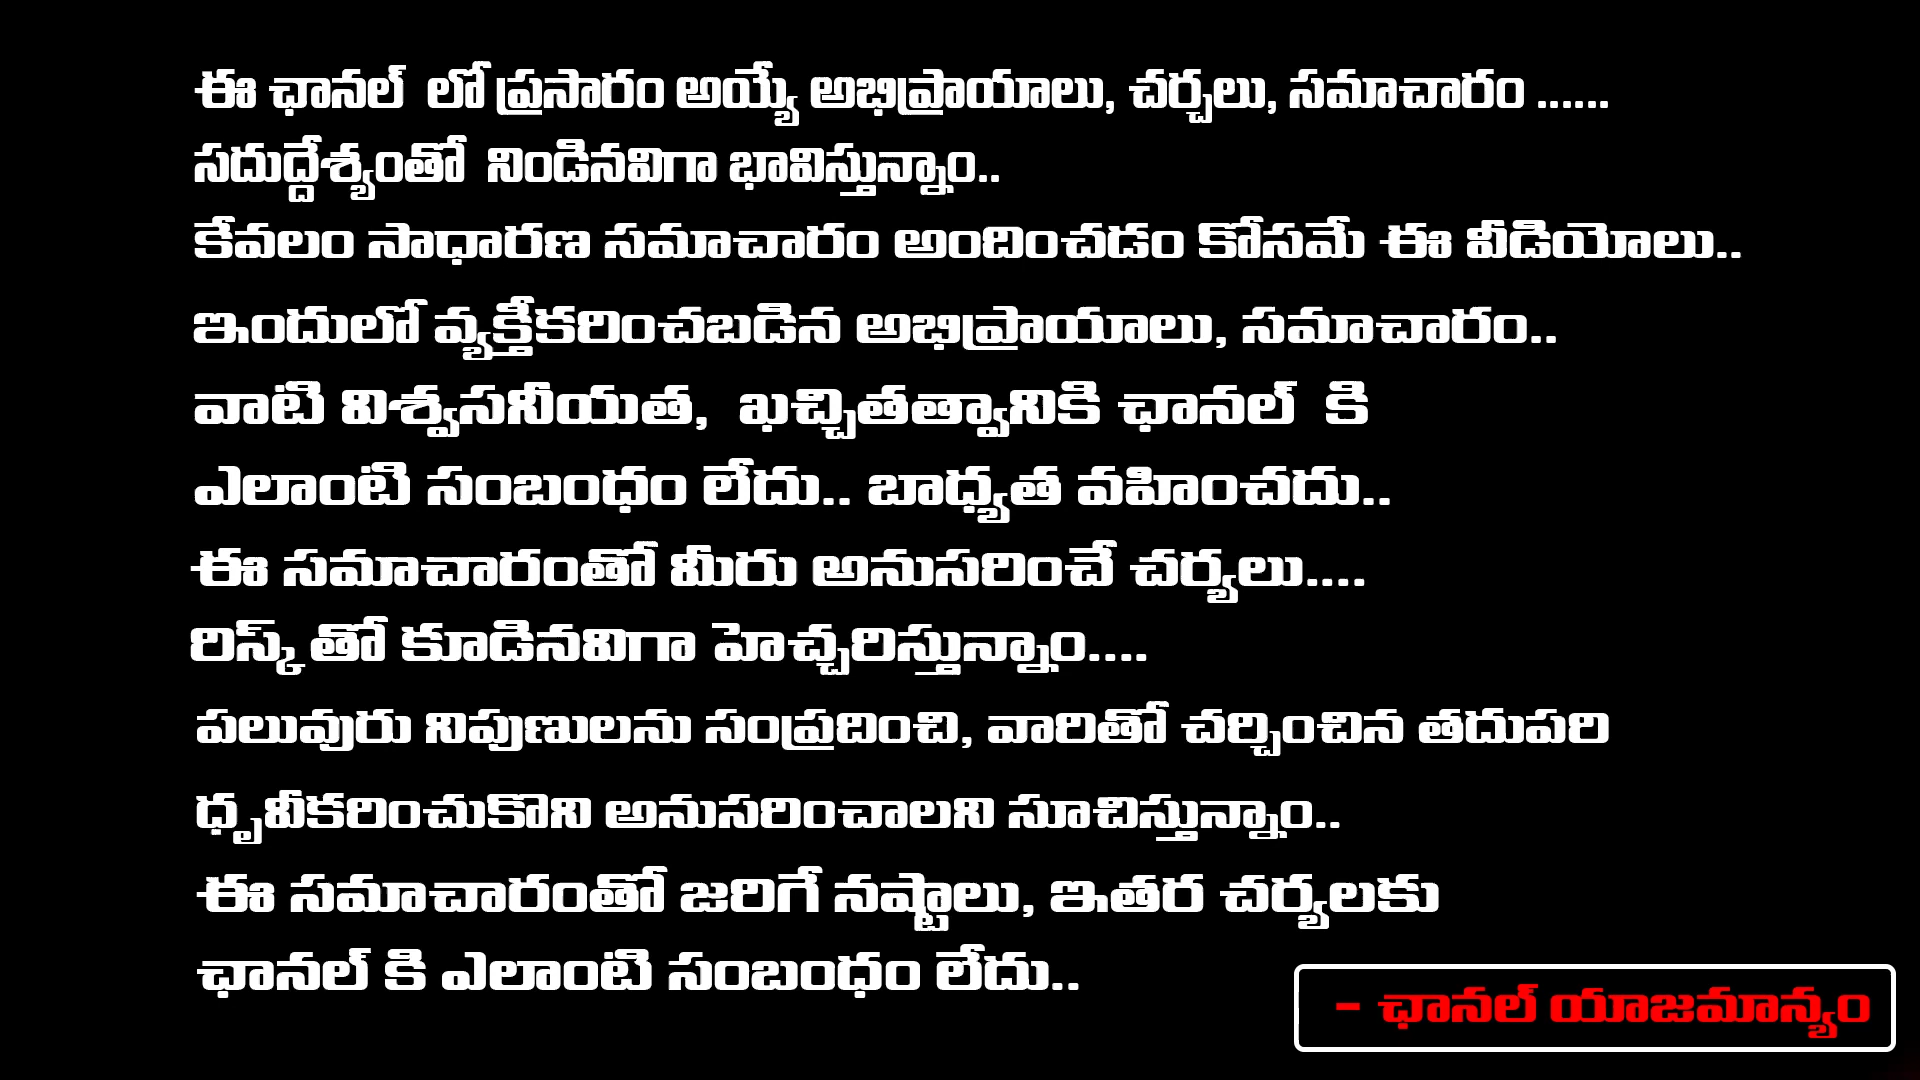 ఈ ఛానల్ లో ప్రసారం అయ్యే అభిప్రాయాలు, చర్చలు, సమాచారం ......
సదుద్దేశ్యంతో నిండినవిగా భావిస్తున్నాం..
కేవలం సాధారణ సమాచారం అందించడం కోసమే ఈ వీడియోలు..
ఇందులో వ్యక్తీకరించబడిన అభిప్రాయాలు, సమాచారం..
వాటి విశ్వసనీయత, ఖచ్చితత్వానికి ఛానల్ కి
ఎలాంటి సంబంధం లేదు.. బాధ్యత వహించదు..
ఈ సమాచారంతో మీరు అనుసరించే చర్యలు....
రిస్క్ తో కూడినవిగా హెచ్చరిస్తున్నాం....
పలువురు నిపుణులను సంప్రదించి, వారితో చర్చించిన తదుపరి
ధృవీకరించుకొని అనుసరించాలని సూచిస్తున్నాం..
ఈ సమాచారంతో జరిగే నష్టాలు, ఇతర చర్యలకు
ఛానల్ కి ఎలాంటి సంబంధం లేదు..
- ఛానల్ యాజమాన్యం